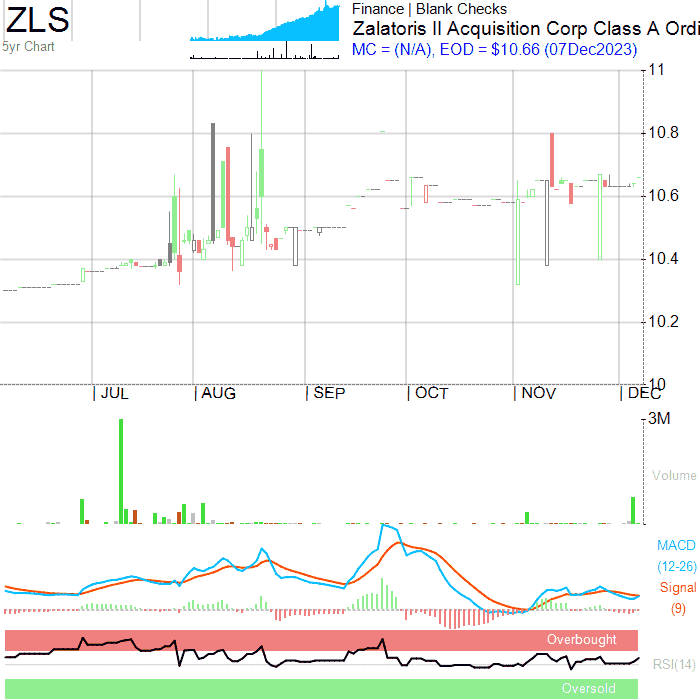 ZLS
5yr Chart
Finance | Blank Checks
Zalatoris II Acquisition Corp Class A Ordi
MC = (N/A), EOD = $10.66 (07Dec2023)
11
10.8
10.6
10.4
10.2
10
JUL AUG SEP OCT NOV DEC
3M
Volume
MACD
(12-26)
Signal
(9)
Overbought
RSI(14)
Oversold